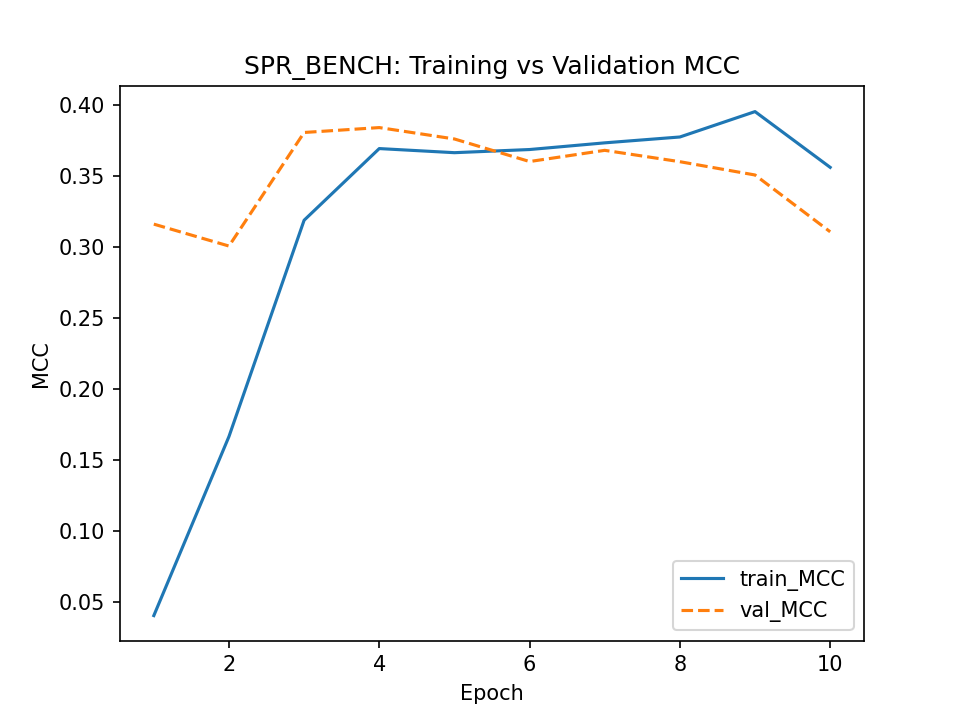 SPR_BENCH: Training vs Validation MCC
0.40
0.35
0.30
0.25
0.20
0.15
0.10
0.05
MCC
train_MCC
val_MCC
2 4 6 8 10
Epoch